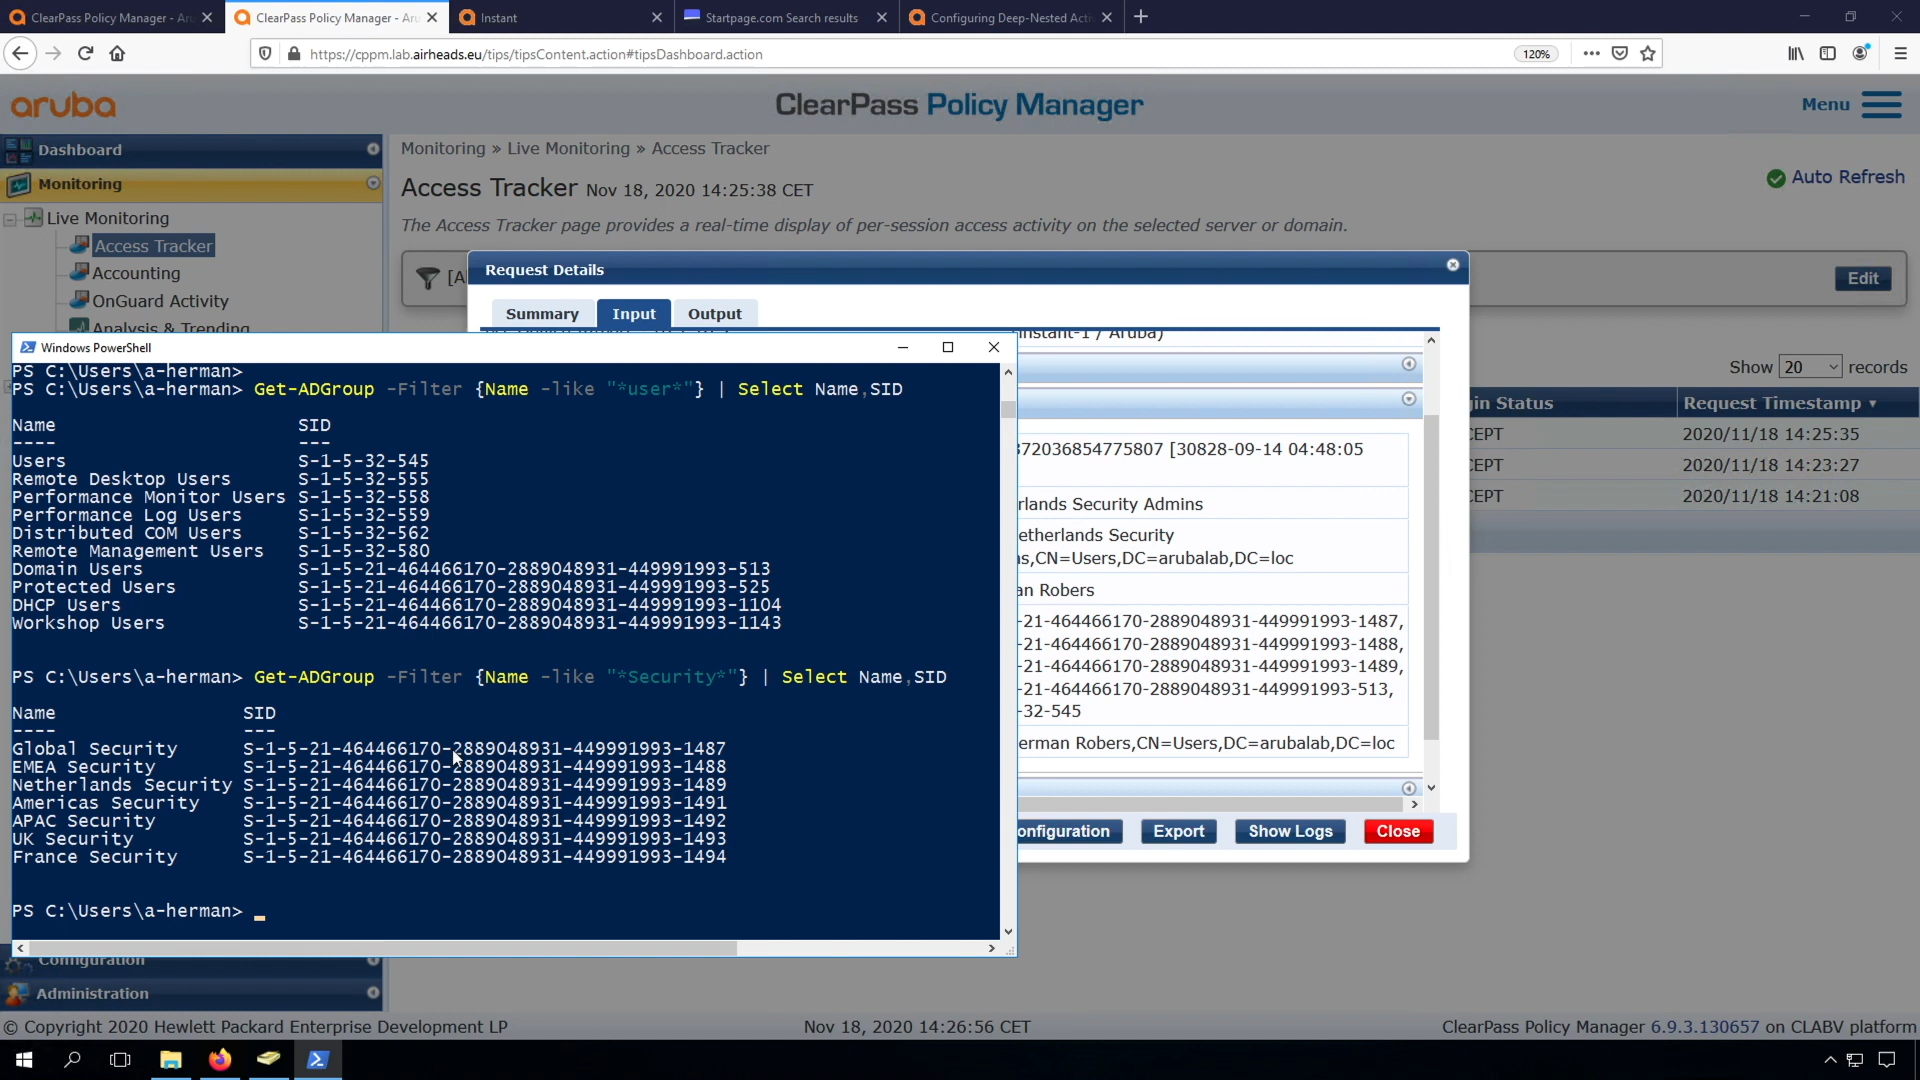 ClearPass Policy Manager - Aru
ClearPass Policy Manager - Aru
Instant
Startpage.com Search results
Configuring Deep-Nested Acti
https://cppm.lab.airheads.eu/tips/tipsContent.action#tipsDashboard.action
120%
aruba
ClearPass Policy Manager
Menu
Dashboard
Monitoring
Live Monitoring
Access Tracker
Accounting
OnGuard Activity
Analysis & Trending
Configuration
Administration
Monitoring » Live Monitoring » Access Tracker
Access Tracker Nov 18, 2020 14:25:38 CET
Auto Refresh
The Access Tracker page provides a real-time display of per-session access activity on the selected server or domain.
[A
Edit
Show 20 records
gin Status
Request Timestamp ▼
CEPT
2020/11/18 14:25:35
CEPT
2020/11/18 14:23:27
CEPT
2020/11/18 14:21:08
Request Details
Summary
Input
Output
instant-1 / Aruba)
372036854775807 [30828-09-14 04:48:05
rlands Security Admins
etherlands Security
s,CN=Users,DC=arubalab,DC=loc
an Robers
-21-464466170-2889048931-449991993-1487,
-21-464466170-2889048931-449991993-1488,
-21-464466170-2889048931-449991993-1489,
-21-464466170-2889048931-449991993-513,
-32-545
erman Robers,CN=Users,DC=arubalab,DC=loc
onfiguration
Export
Show Logs
Close
Windows PowerShell
PS C:\Users\a-herman>
PS C:\Users\a-herman> Get-ADGroup -Filter {Name -like "*user*"} | Select Name,SID
Name SID
---- ---
Users S-1-5-32-545
Remote Desktop Users S-1-5-32-555
Performance Monitor Users S-1-5-32-558
Performance Log Users S-1-5-32-559
Distributed COM Users S-1-5-32-562
Remote Management Users S-1-5-32-580
Domain Users S-1-5-21-464466170-2889048931-449991993-513
Protected Users S-1-5-21-464466170-2889048931-449991993-525
DHCP Users S-1-5-21-464466170-2889048931-449991993-1104
Workshop Users S-1-5-21-464466170-2889048931-449991993-1143
PS C:\Users\a-herman> Get-ADGroup -Filter {Name -like "*Security*"} | Select Name,SID
Name SID
---- ---
Global Security S-1-5-21-464466170-2889048931-449991993-1487
EMEA Security S-1-5-21-464466170-2889048931-449991993-1488
Netherlands Security S-1-5-21-464466170-2889048931-449991993-1489
Americas Security S-1-5-21-464466170-2889048931-449991993-1491
APAC Security S-1-5-21-464466170-2889048931-449991993-1492
UK Security S-1-5-21-464466170-2889048931-449991993-1493
France Security S-1-5-21-464466170-2889048931-449991993-1494
PS C:\Users\a-herman>
© Copyright 2020 Hewlett Packard Enterprise Development LP
Nov 18, 2020 14:26:56 CET
ClearPass Policy Manager 6.9.3.130657 on CLABV platform